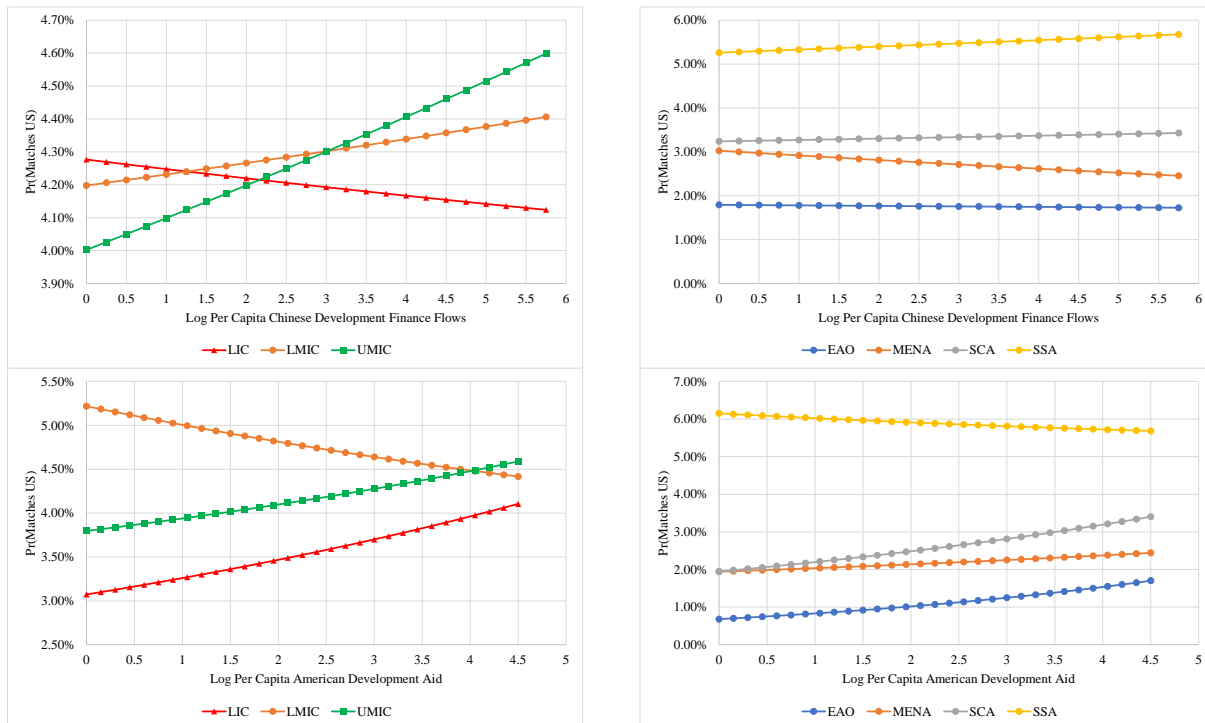 4.70%
4.60%
4.50%
4.40%
4.30%
4.20%
4.10%
4.00%
3.90%
Pr(Matches US)
0 0.5 1 1.5 2 2.5 3 3.5 4 4.5 5 5.5 6
Log Per Capita Chinese Development Finance Flows
LIC LMIC UMIC
6.00%
5.00%
4.00%
3.00%
2.00%
1.00%
0.00%
Pr(Matches US)
0 0.5 1 1.5 2 2.5 3 3.5 4 4.5 5 5.5 6
Log Per Capita Chinese Development Finance Flows
EAO MENA SCA SSA
5.50%
5.00%
4.50%
4.00%
3.50%
3.00%
2.50%
Pr(Matches US)
0 0.5 1 1.5 2 2.5 3 3.5 4 4.5 5
Log Per Capita American Development Aid
LIC LMIC UMIC
7.00%
6.00%
5.00%
4.00%
3.00%
2.00%
1.00%
0.00%
Pr(Matches US)
0 0.5 1 1.5 2 2.5 3 3.5 4 4.5 5
Log Per Capita American Development Aid
EAO MENA SCA SSA